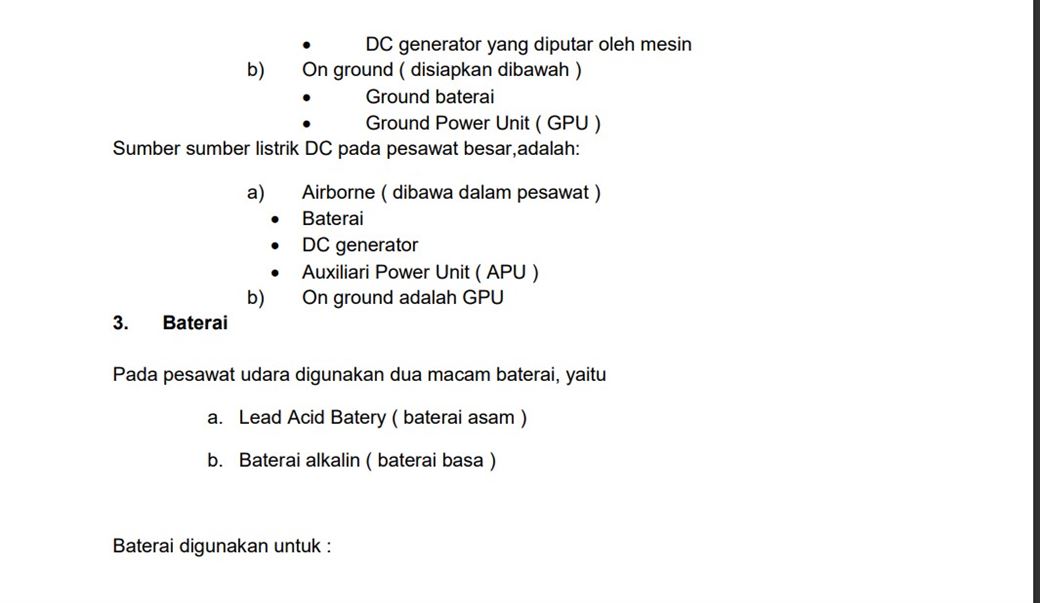 • DC generator yang diputar oleh mesin
b) On ground ( disiapkan dibawah )
• Ground baterai
• Ground Power Unit ( GPU )
Sumber sumber listrik DC pada pesawat besar,adalah:
a) Airborne ( dibawa dalam pesawat )
• Baterai
• DC generator
• Auxiliari Power Unit ( APU )
b) On ground adalah GPU
3. Baterai
Pada pesawat udara digunakan dua macam baterai, yaitu
a. Lead Acid Batery ( baterai asam )
b. Baterai alkalin ( baterai basa )
Baterai digunakan untuk :